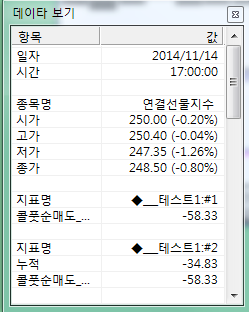 데이타 보기
항목 값
일자 2014/11/14
시간 17:00:00
종목명 연결선물지수
시가 250.00 (-0.20%)
고가 250.40 (-0.04%)
저가 247.35 (-1.26%)
종가 248.50 (-0.80%)
지표명 ◆__테스트1:#1
콜풋순매도_... -58.33
지표명 ◆__테스트1:#2
누적 -34.83
콜풋순매도_... -58.33